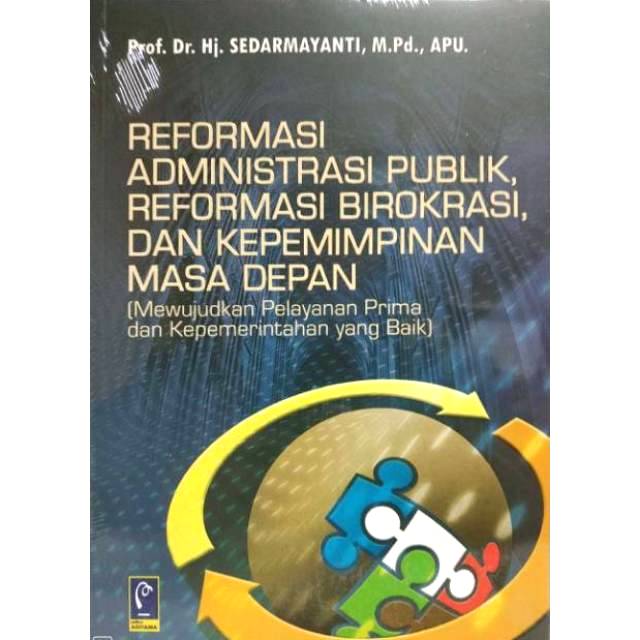 Prof. Dr. Hj. SEDARMAYANTI, M.Pd., APU.
REFORMASI
ADMINISTRASI PUBLIK,
REFORMASI BIROKRASI,
DAN KEPEMIMPINAN
MASA DEPAN
(Mewujudkan Pelayanan Prima
dan Kepemerintahan yang Baik)